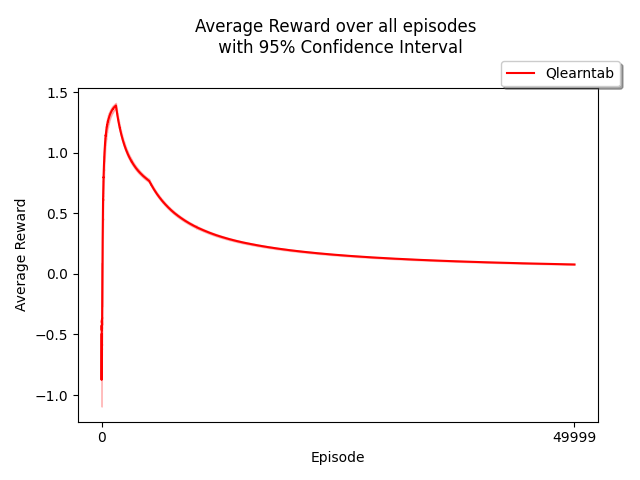 Average Reward over all episodes
with 95% Confidence Interval
Qlearntab
1.5
1.0
0.5
0.0
−0.5
−1.0
Average Reward
0
49999
Episode